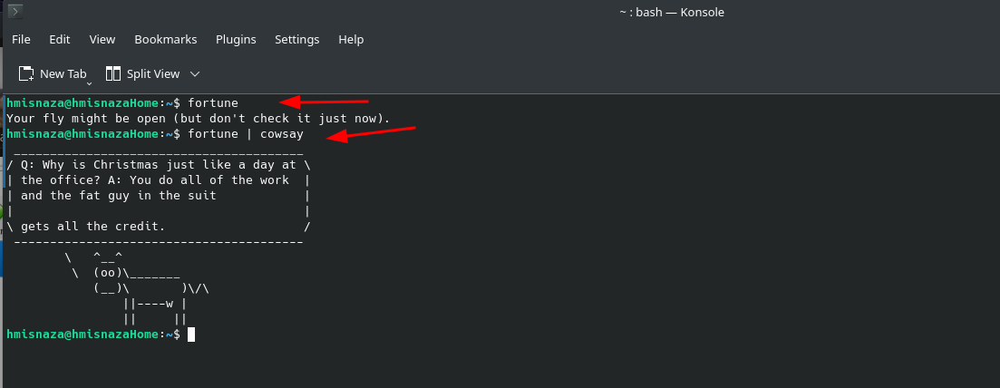 ~ : bash — Konsole
File Edit View Bookmarks Plugins Settings Help
New Tab Split View
hmisnaza@hmisnazaHome:~$ fortune
Your fly might be open (but don't check it just now).
hmisnaza@hmisnazaHome:~$ fortune | cowsay
 ________________________________________
/ Q: Why is Christmas just like a day at \
| the office? A: You do all of the work  |
| and the fat guy in the suit            |
|                                        |
\ gets all the credit.                   /
 ----------------------------------------
        \   ^__^
         \  (oo)\_______
            (__)\       )\/\
                ||----w |
                ||     ||
hmisnaza@hmisnazaHome:~$